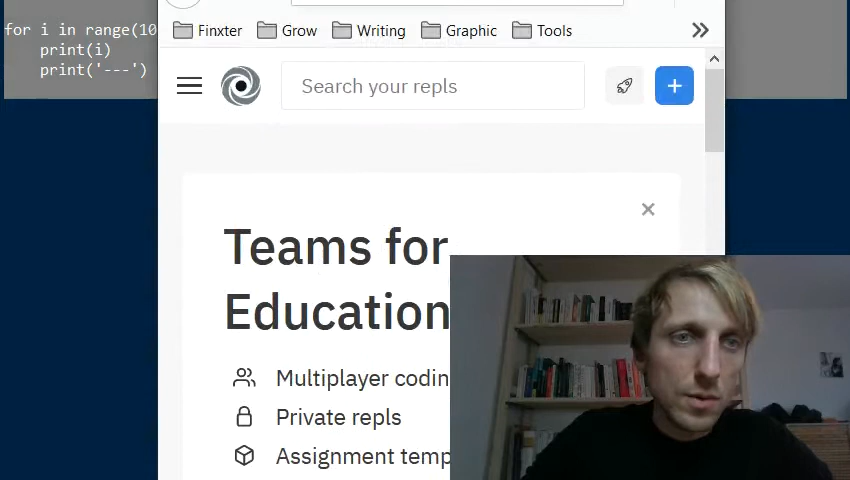 for i in range(10
print(i)
print('---')
Finxter Grow Writing Graphic Tools
Search your repls
Teams for
Education
Multiplayer codin
Private repls
Assignment temp